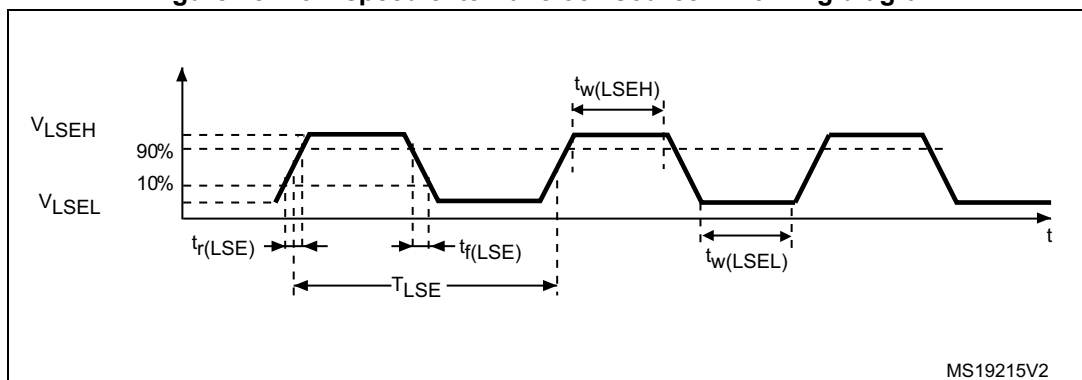 tw(LSEH)
VLSEH
90%
10%
VLSEL
tr(LSE)
tf(LSE)
t
tw(LSEL)
TLSE
MS19215V2